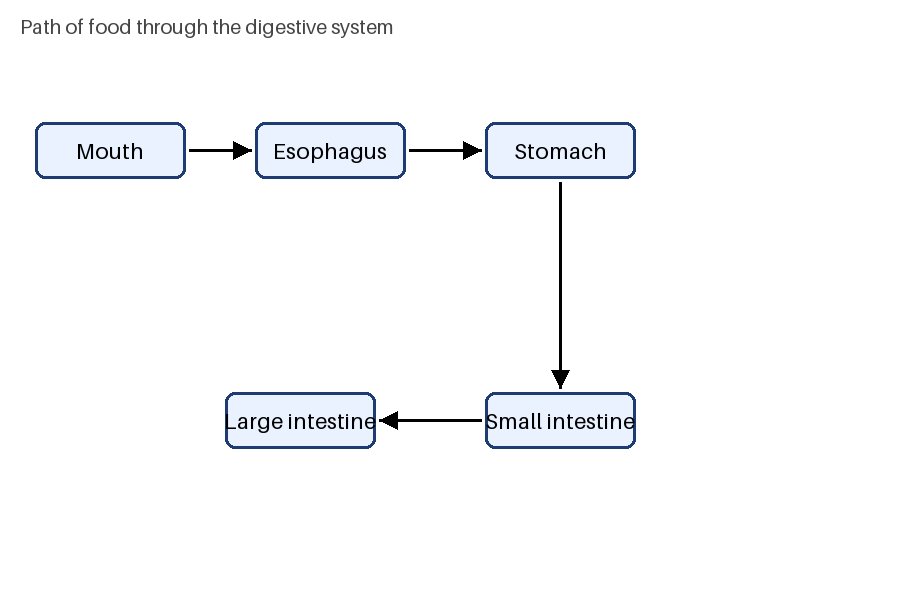 Path of food through the digestive system
Mouth
Esophagus
Stomach
Large intestine
Small intestine